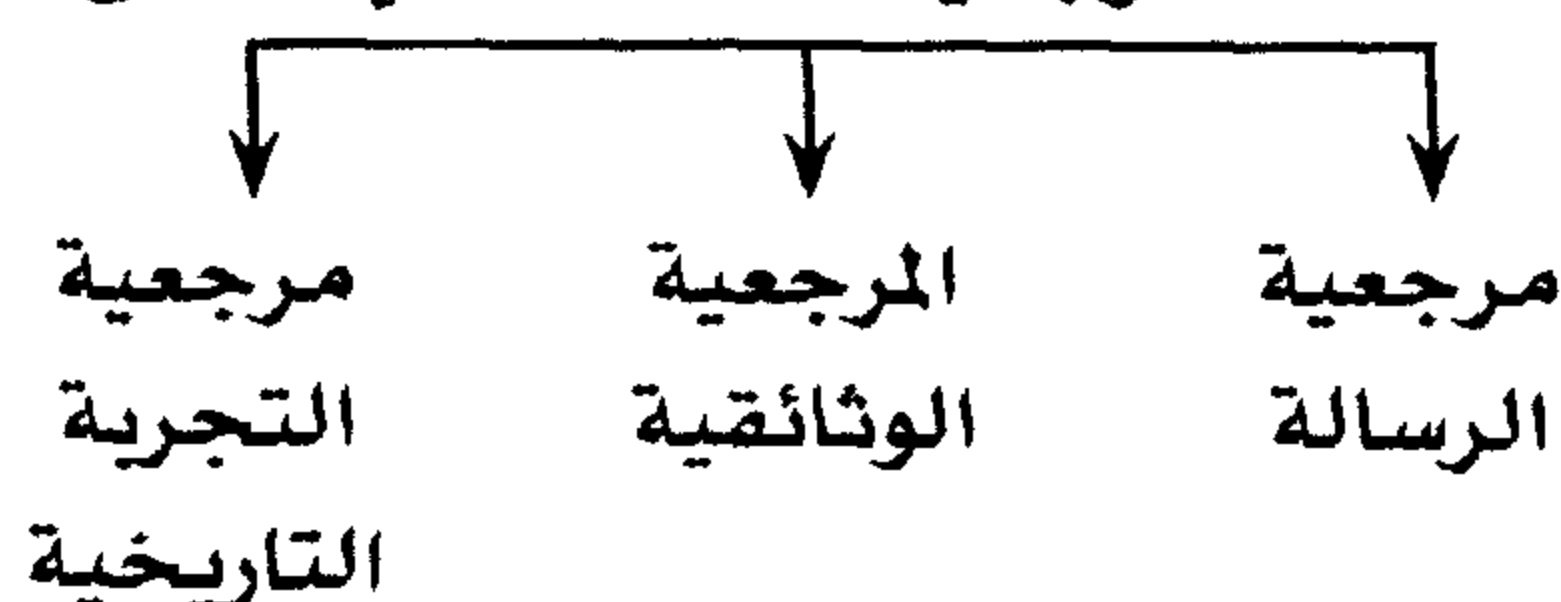 مرجعية
الرسالة
المرجعية
الوثائقية
مرجعية
التجربة
التاريخية